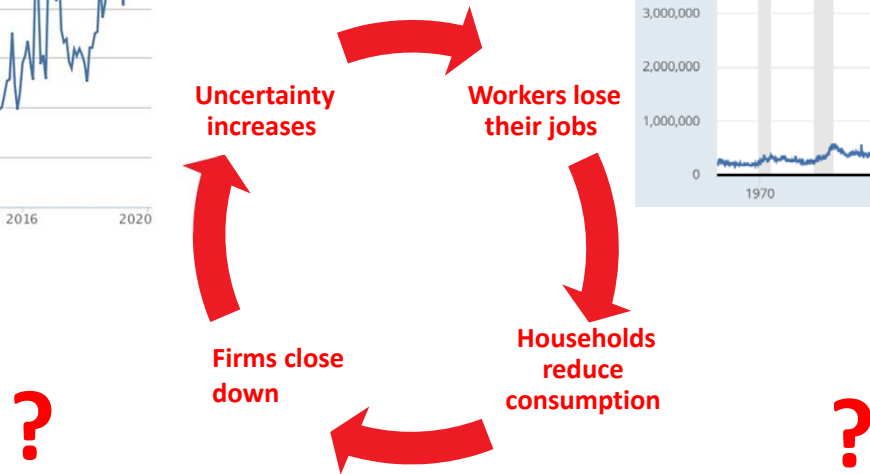 3,000,000
2,000,000
1,000,000
0
1970
2016
2020
Uncertainty
increases
Workers lose
their jobs
Households
reduce
consumption
Firms close
down
?
?